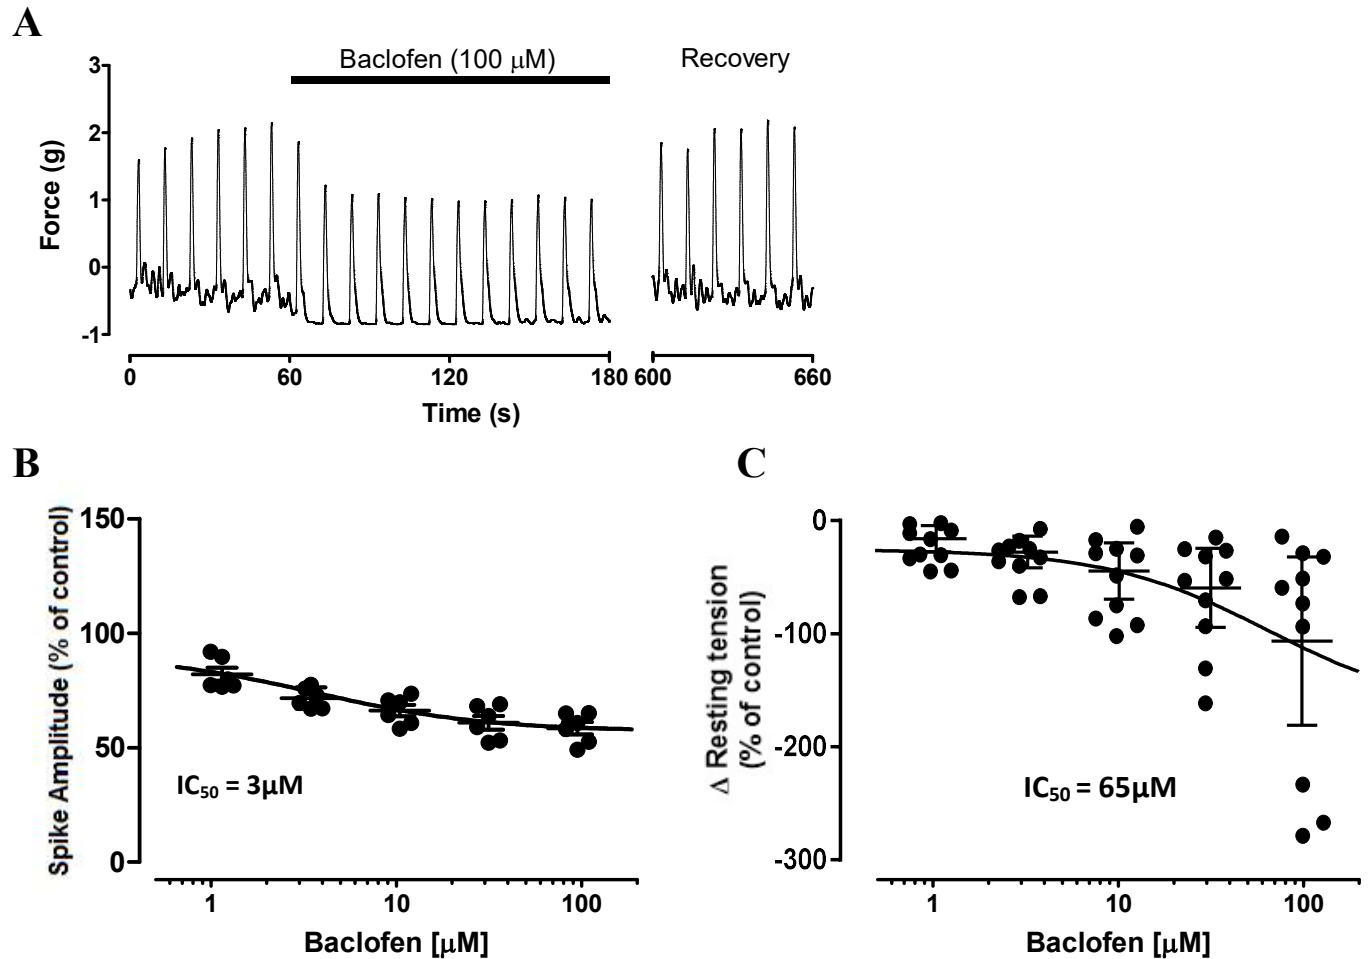 A
Baclofen (100 μM)
Recovery
3
2
1
0
-1
Force (g)
0
60
120
180
600
660
Time (s)
B
150
100
50
0
Spike Amplitude (% of control)
IC₅₀ = 3μM
1
10
100
Baclofen [μM]
C
0
-100
-200
-300
Δ Resting tension
(% of control)
IC₅₀ = 65μM
1
10
100
Baclofen [μM]